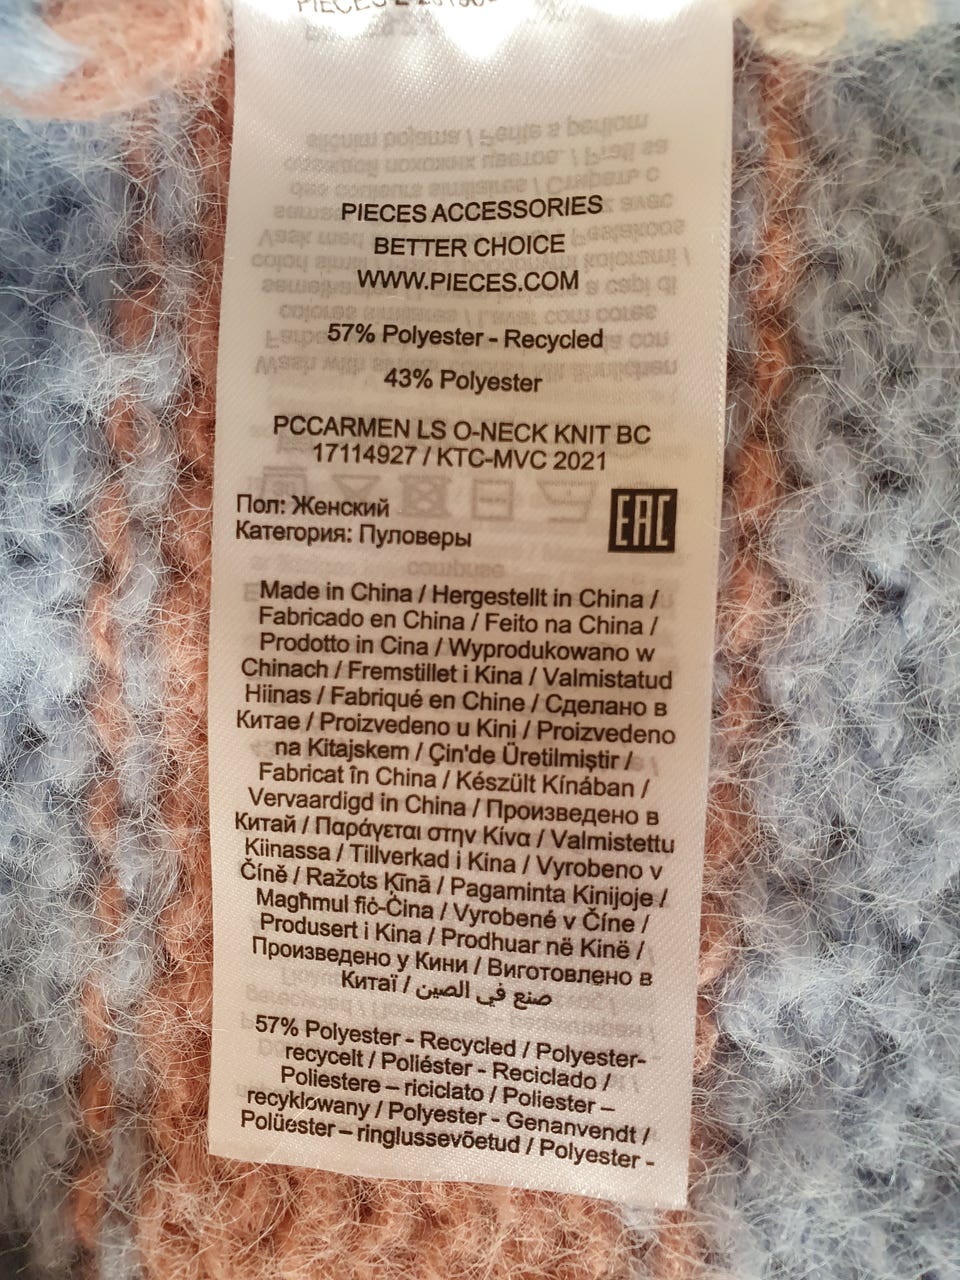 PIECES
PIECES ACCESSORIES
BETTER CHOICE
WWW.PIECES.COM
57% Polyester - Recycled
43% Polyester
PCCARMEN LS O-NECK KNIT BC
17114927 / KTC-MVC 2021
Пол: Женский
Категория: Пуловеры
EAC
Made in China / Hergestellt in China /
Fabricado en China / Feito na China /
Prodotto in Cina / Wyprodukowano w
Chinach / Fremstillet i Kina / Valmistatud
Hiinas / Fabriqué en Chine / Сделано в
Китае / Proizvedeno u Kini / Proizvedeno
na Kitajskem / Çin'de Üretilmiştir /
Fabricat în China / Készült Kínában /
Vervaardigd in China / Произведено в
Китай / Παράγεται στην Κίνα / Valmistettu
Kiinassa / Tillverkad i Kina / Vyrobeno v
Číně / Ražots Ķīnā / Pagaminta Kinijoje /
Magħmul fiċ-Ċina / Vyrobené v Číne /
Produsert i Kina / Prodhuar në Kinë /
Произведено у Кини / Виготовлено в
Китаї / صنع في الصين
57% Polyester - Recycled / Polyester-
recycelt / Poliéster - Reciclado /
Poliestere – riciclato / Poliester –
recyklowany / Polyester - Genanvendt /
Polüester – ringlussevõetud / Polyester -